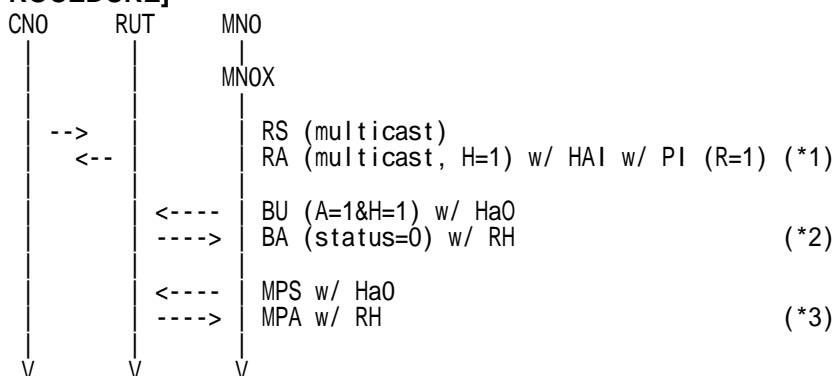 ROCEDURE]
CN0 RUT MN0
| | |
| | MN0X
| | |
| --> | | RS (multicast)
| <-- | | RA (multicast, H=1) w/ HAI w/ PI (R=1) (*1)
| | |
| | <---- | BU (A=1&H=1) w/ HaO
| | ----> | BA (status=0) w/ RH (*2)
| | |
| | <---- | MPS w/ HaO
| | ----> | MPA w/ RH (*3)
| | |
V V V